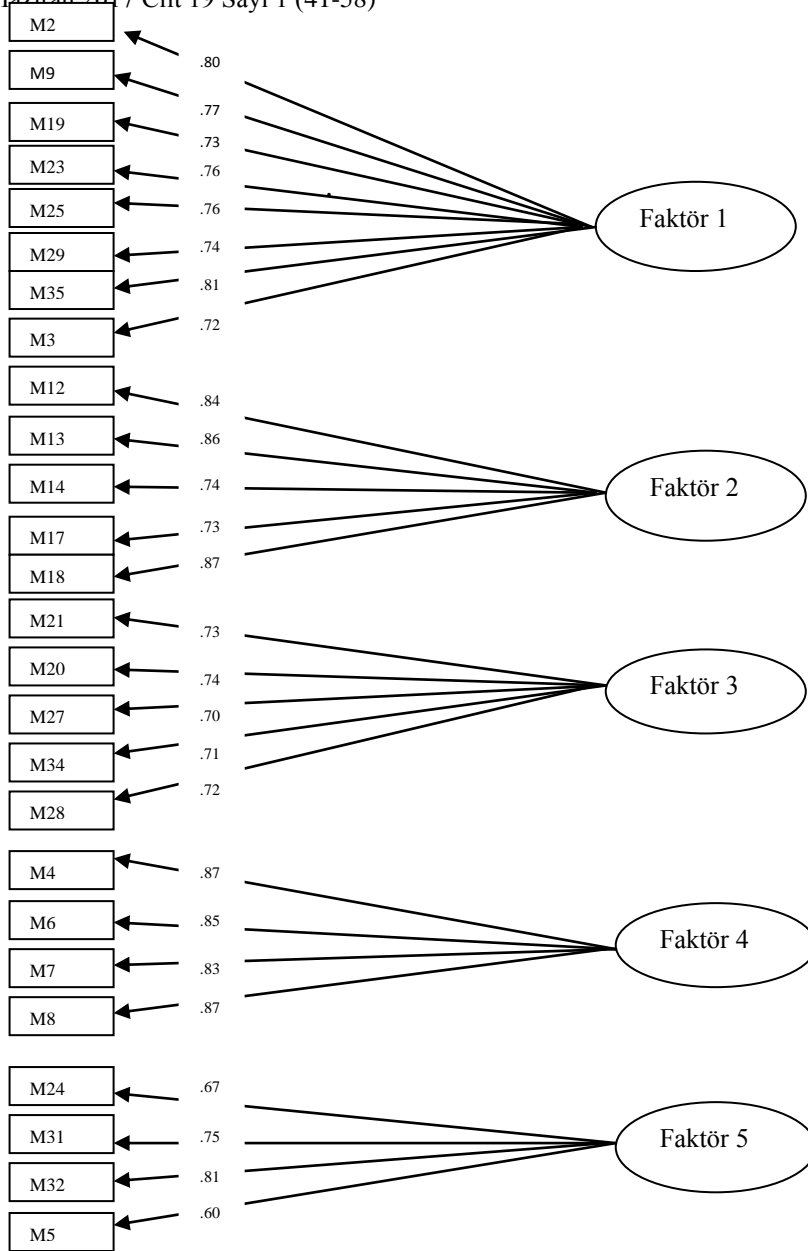 7 Cilt 19 Sayı 1 (41-58)
M2
.80
M9
.77
M19
.73
M23
.76
M25
.76
Faktör 1
M29
.74
M35
.81
M3
.72
M12
.84
M13
.86
M14
.74
Faktör 2
M17
.73
M18
.87
M21
.73
M20
.74
Faktör 3
M27
.70
M34
.71
M28
.72
M4
.87
M6
.85
Faktör 4
M7
.83
M8
.87
M24
.67
M31
.75
Faktör 5
M32
.81
M5
.60